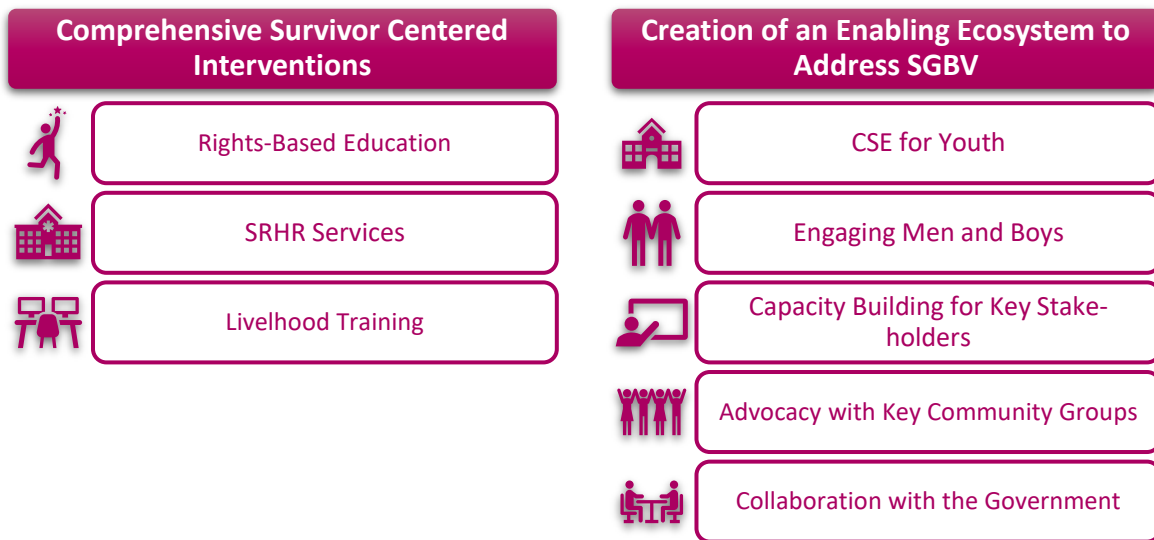 Comprehensive Survivor Centered
Interventions
Rights-Based Education
SRHR Services
Livelhood Training
Creation of an Enabling Ecosystem to
Address SGBV
CSE for Youth
Engaging Men and Boys
Capacity Building for Key Stake-
holders
Advocacy with Key Community Groups
Collaboration with the Government